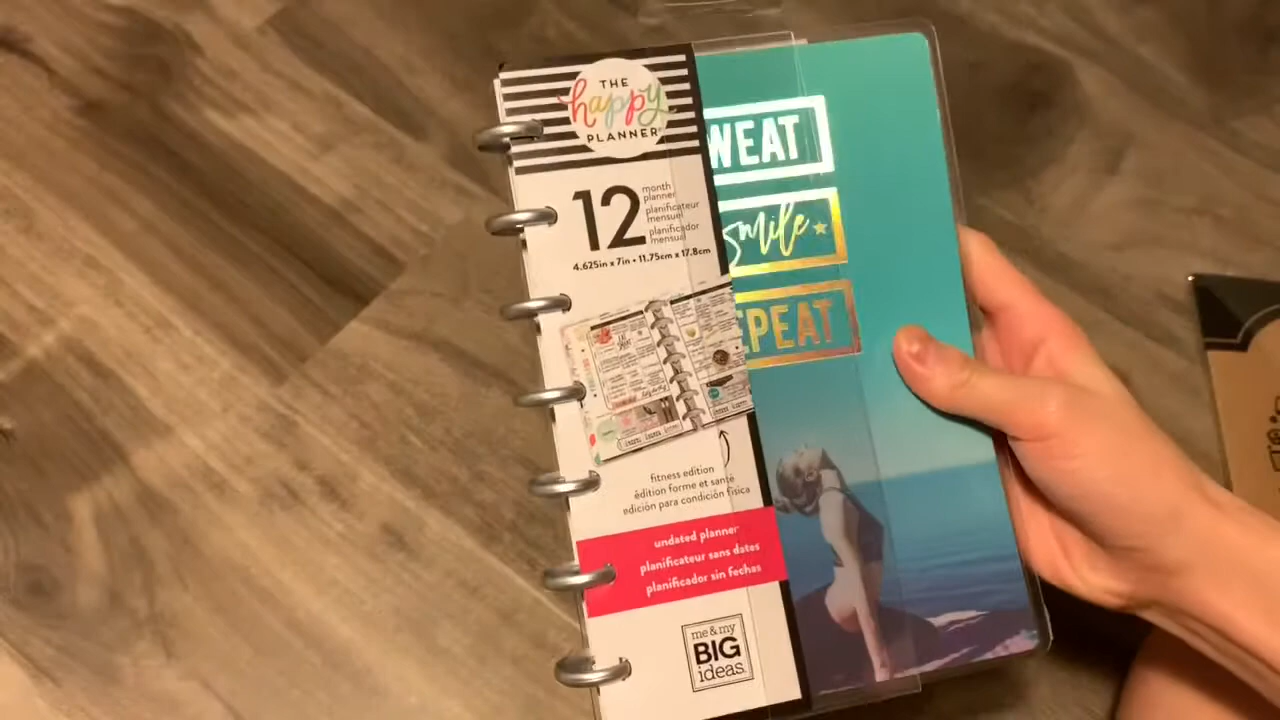 THE
happy
PLANNER®
12
month
planner
planificateur
mensuel
planificador
mensual
4.625in x 7in • 11.75cm x 17.8cm
fitness edition
édition forme et santé
edición para condición física
undated planner
planificateur sans dates
planificador sin fechas
me & my
BIG
ideas
WEAT
smile
EPEAT